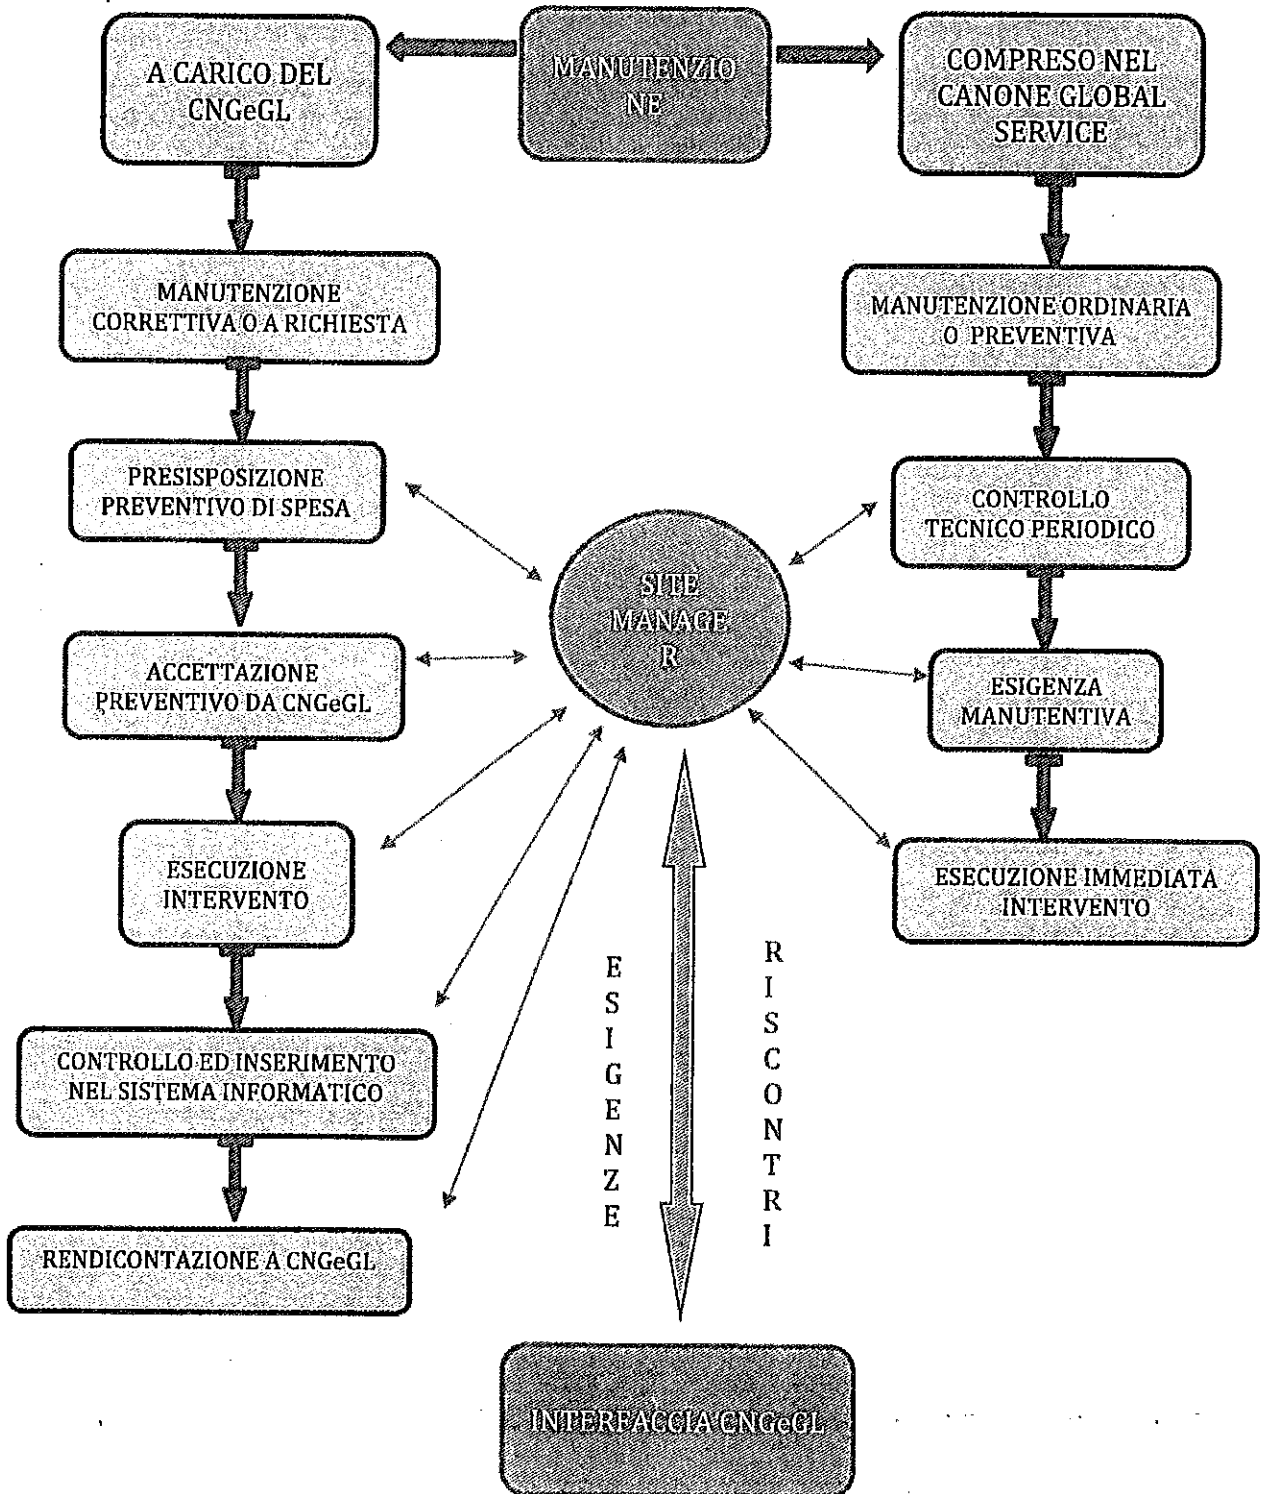 MANUTENZIO
NE
A CARICO DEL
CNGeGL
COMPRESO NEL
CANONE GLOBAL
SERVICE
MANUTENZIONE
CORRETTIVA O A RICHIESTA
MANUTENZIONE ORDINARIA
O PREVENTIVA
PRESISPOSIZIONE
PREVENTIVO DI SPESA
CONTROLLO
TECNICO PERIODICO
SITE
MANAGE
R
ACCETTAZIONE
PREVENTIVO DA CNGeGL
ESIGENZA
MANUTENTIVA
ESECUZIONE
INTERVENTO
ESECUZIONE IMMEDIATA
INTERVENTO
ESIGENZE
RISCONTRI
CONTROLLO ED INSERIMENTO
NEL SISTEMA INFORMATICO
RENDICONTAZIONE A CNGeGL
INTERFACCIA CNGeGL